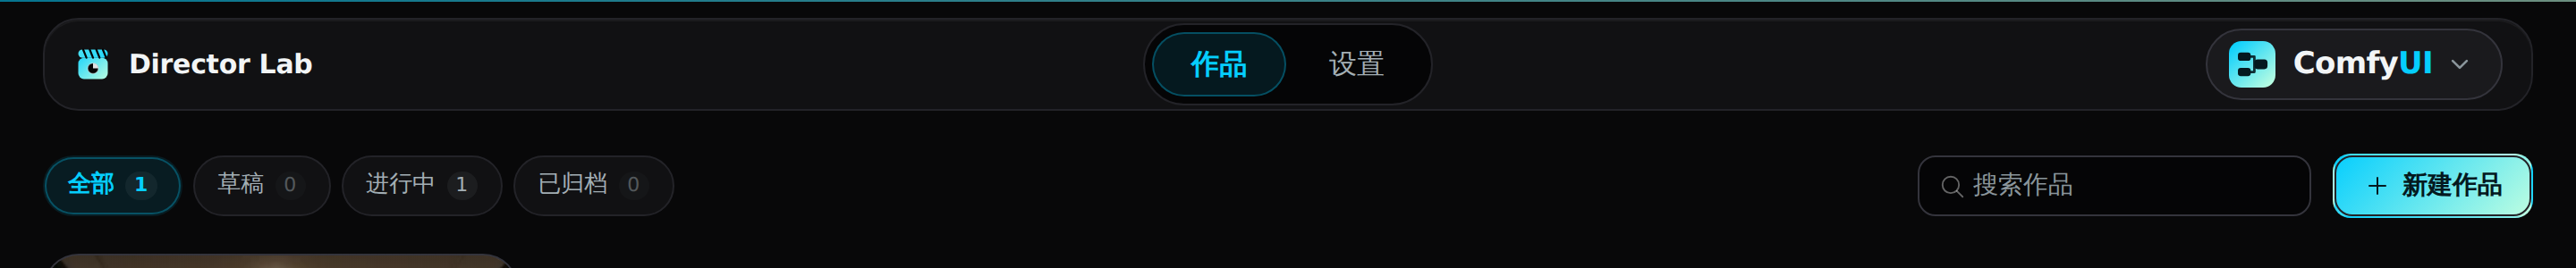 Director Lab 作品 设置 ComfyUI
全部 1 草稿 0 进行中 1 已归档 0 搜索作品 + 新建作品